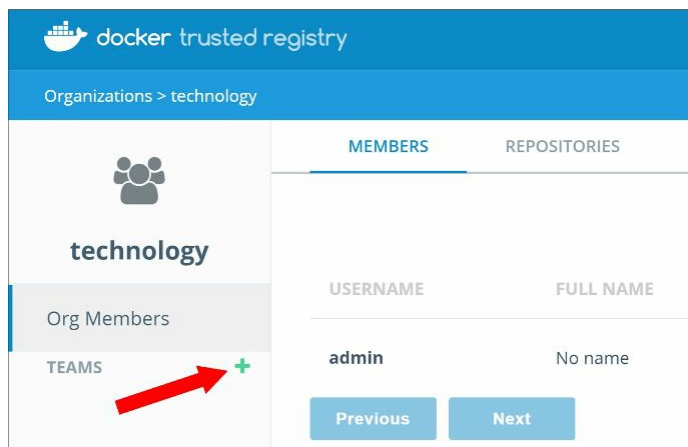 docker trusted registry
Organizations > technology
MEMBERS REPOSITORIES
technology
USERNAME FULL NAME
Org Members
TEAMS +
admin No name
Previous Next